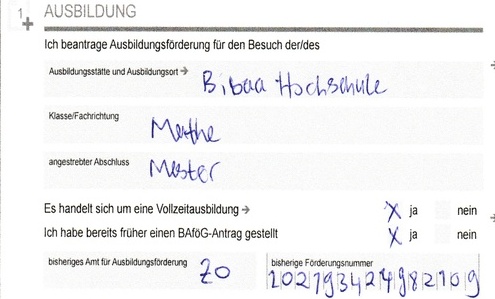 1 AUSBILDUNG
Ich beantrage Ausbildungsförderung für den Besuch der/des
Ausbildungsstätte und Ausbildungsort → Bibaa Hochschule
Klasse/Fachrichtung Mathe
angestrebter Abschluss Master
Es handelt sich um eine Vollzeitausbildung → X ja nein
Ich habe bereits früher einen BAföG-Antrag gestellt X ja nein
bisheriges Amt für Ausbildungsförderung bisherige Förderungsnummer